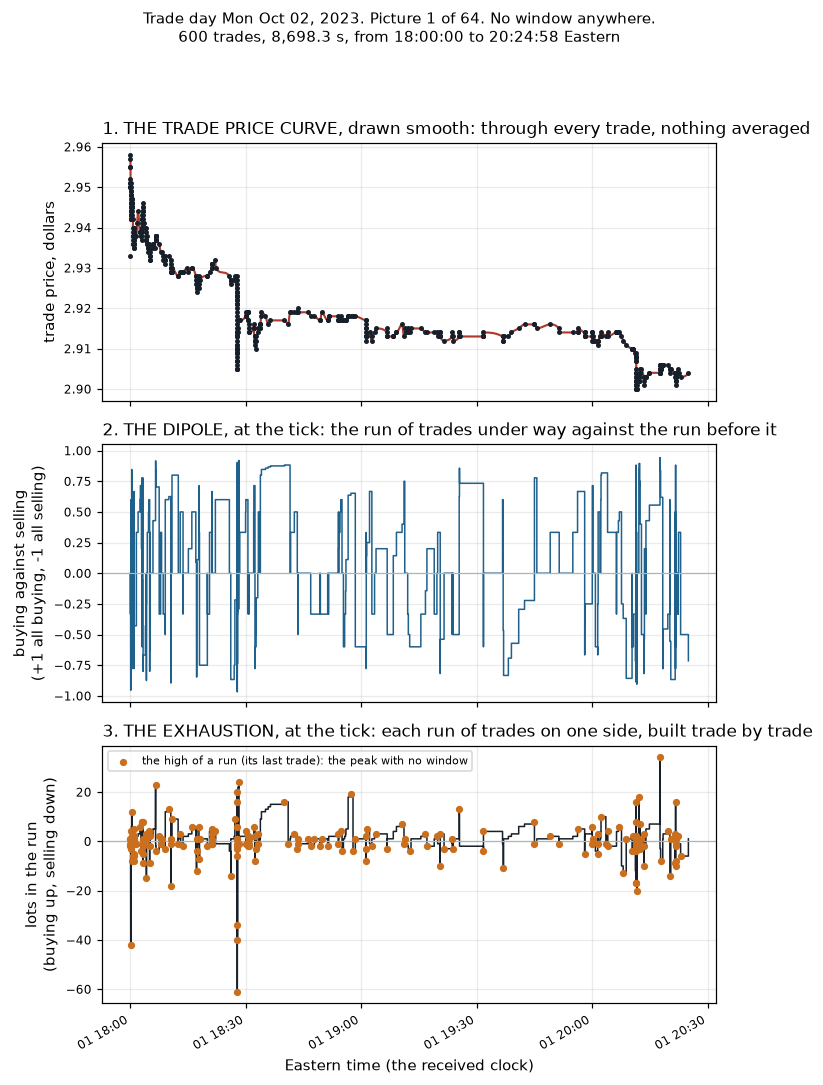 Trade day Mon Oct 02, 2023. Picture 1 of 64. No window anywhere.
600 trades, 8,698.3 s, from 18:00:00 to 20:24:58 Eastern
1. THE TRADE PRICE CURVE, drawn smooth: through every trade, nothing averaged
trade price, dollars
2.96
2.95
2.94
2.93
2.92
2.91
2.90
2. THE DIPOLE, at the tick: the run of trades under way against the run before it
buying against selling
(+1 all buying, -1 all selling)
1.00
0.75
0.50
0.25
0.00
−0.25
−0.50
−0.75
−1.00
3. THE EXHAUSTION, at the tick: each run of trades on one side, built trade by trade
the high of a run (its last trade): the peak with no window
lots in the run
(buying up, selling down)
20
0
−20
−40
−60
01 18:00
01 18:30
01 19:00
01 19:30
01 20:00
01 20:30
Eastern time (the received clock)